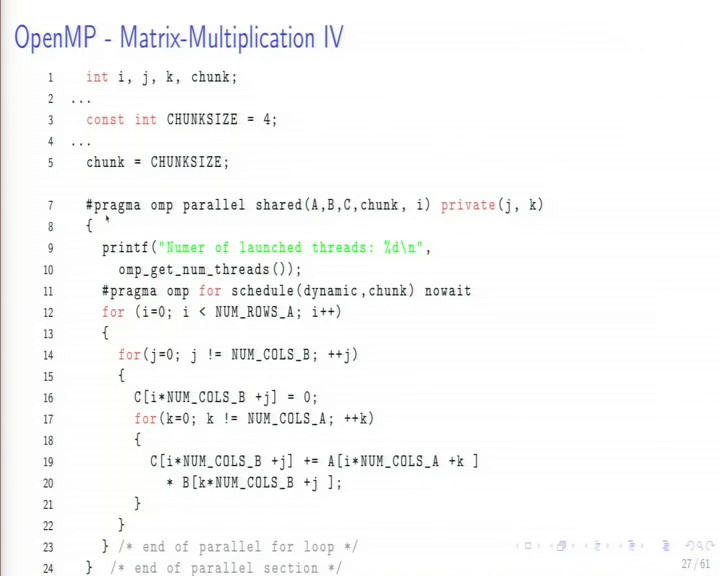 OpenMP - Matrix-Multiplication IV
1 int i, j, k, chunk;
2 ...
3 const int CHUNKSIZE = 4;
4 ...
5 chunk = CHUNKSIZE;
7 #pragma omp parallel shared(A,B,C,chunk, i) private(j, k)
8 {
9 printf("Numer of launched threads: %d\n",
10 omp_get_num_threads());
11 #pragma omp for schedule(dynamic,chunk) nowait
12 for (i=0; i < NUM_ROWS_A; i++)
13 {
14 for(j=0; j != NUM_COLS_B; ++j)
15 {
16 C[i*NUM_COLS_B +j] = 0;
17 for(k=0; k != NUM_COLS_A; ++k)
18 {
19 C[i*NUM_COLS_B +j] += A[i*NUM_COLS_A +k ]
20 * B[k*NUM_COLS_B +j ];
21 }
22 }
23 } /* end of parallel for loop */
24 } /* end of parallel section */
27 / 61